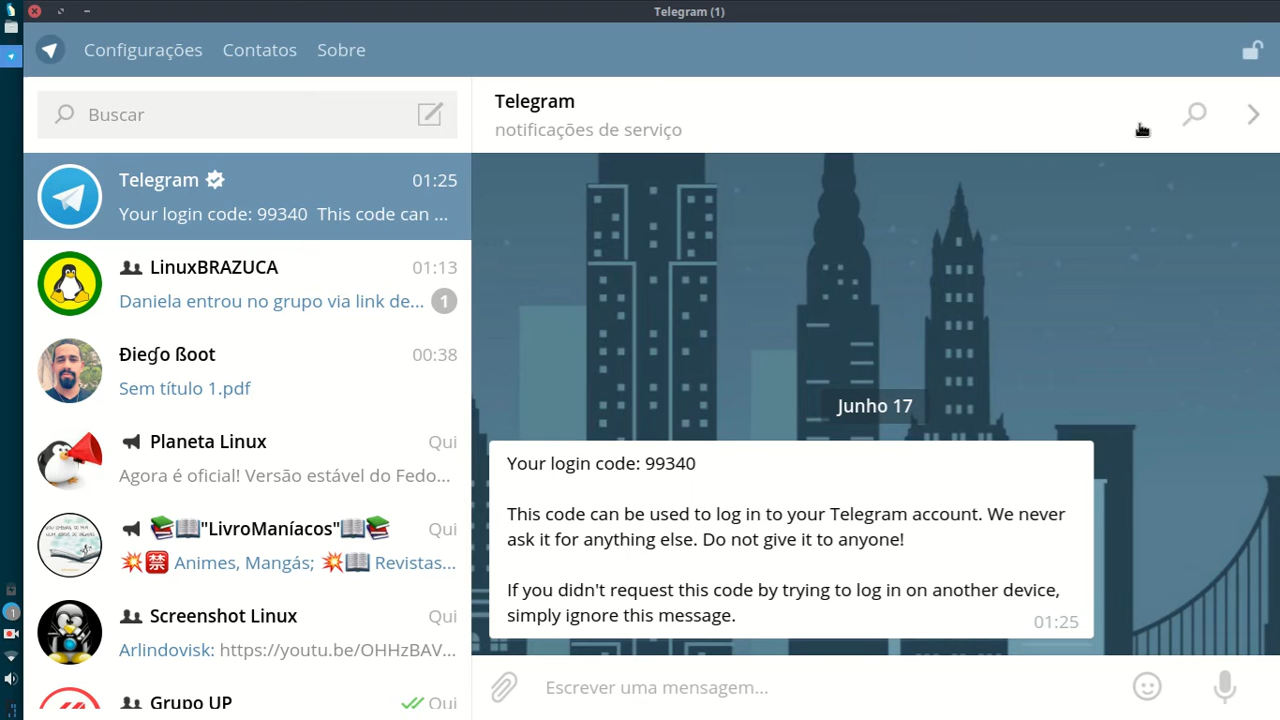 Telegram (1)
Configurações Contatos Sobre
Buscar
Telegram 01:25
Your login code: 99340 This code can ...
LinuxBRAZUCA 01:13
Daniela entrou no grupo via link de... 1
Ðieɠo ßoot 00:38
Sem título 1.pdf
Planeta Linux Qui
Agora é oficial! Versão estável do Fedo...
"LivroManíacos" Qui
禁 Animes, Mangás; Revistas...
Screenshot Linux Qui
Arlindovisk: https://youtu.be/OHHzBAV...
Grupo UP Qui
Telegram
notificações de serviço
Junho 17
Your login code: 99340
This code can be used to log in to your Telegram account. We never
ask it for anything else. Do not give it to anyone!
If you didn't request this code by trying to log in on another device,
simply ignore this message.
01:25
Escrever uma mensagem...